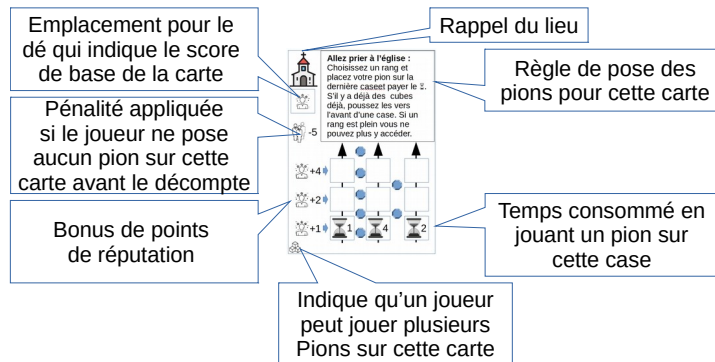 Emplacement pour le
dé qui indique le score
de base de la carte
Rappel du lieu
Allez prier à l'église :
Choisissez un rang et
placez votre pion sur la
dernière caseet payer le ⌛.
S'il y a déjà des cubes
déjà, poussez les vers
l'avant d'une case. Si un
rang est plein vous ne
pouvez plus y accéder.
Règle de pose des
pions pour cette carte
Pénalité appliquée
si le joueur ne pose
aucun pion sur cette
carte avant le décompte
-5
+4
+2
+1
1
4
2
Bonus de points
de réputation
Temps consommé en
jouant un pion sur
cette case
Indique qu'un joueur
peut jouer plusieurs
Pions sur cette carte